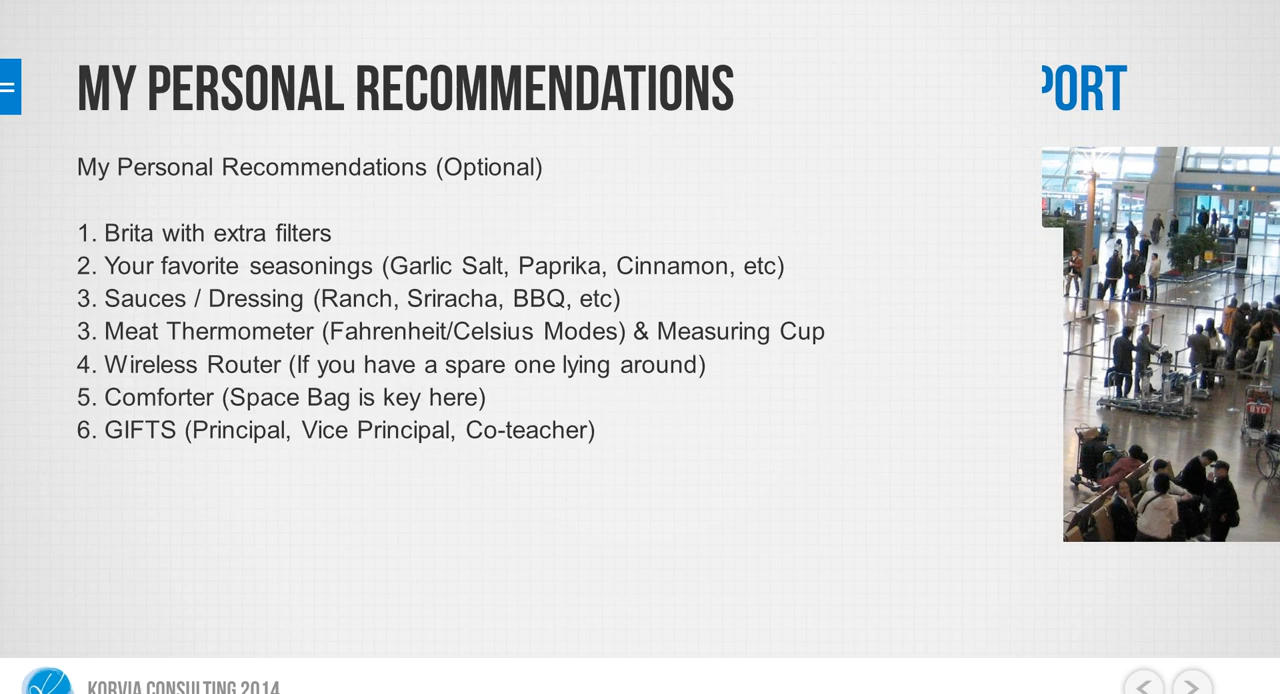 MY PERSONAL RECOMMENDATIONS
PORT
My Personal Recommendations (Optional)
1. Brita with extra filters
2. Your favorite seasonings (Garlic Salt, Paprika, Cinnamon, etc)
3. Sauces / Dressing (Ranch, Sriracha, BBQ, etc)
3. Meat Thermometer (Fahrenheit/Celsius Modes) & Measuring Cup
4. Wireless Router (If you have a spare one lying around)
5. Comforter (Space Bag is key here)
6. GIFTS (Principal, Vice Principal, Co-teacher)
KORVIA CONSULTING 2014